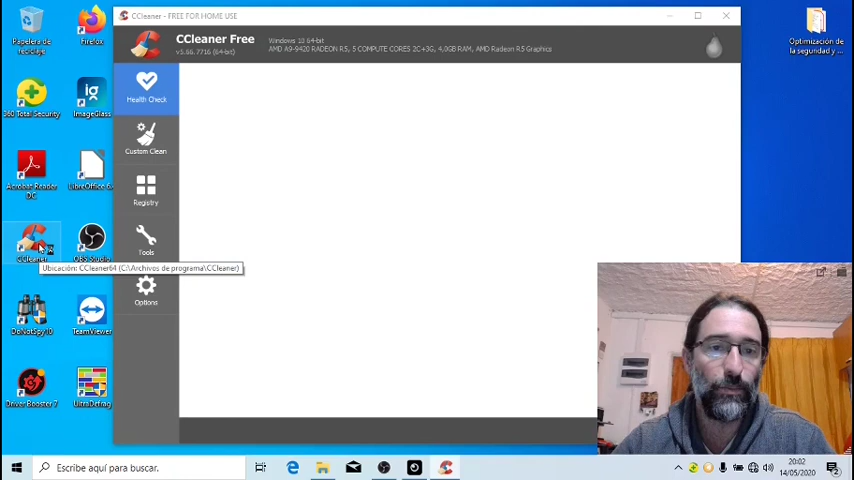 CCleaner - FREE FOR HOME USE
CCleaner Free
v5.66.7716 (64-bit)
Windows 10 64-bit
AMD A9-9420 RADEON R5, 5 COMPUTE CORES 2C+3G, 4,0GB RAM, AMD Radeon R5 Graphics
Health Check
Custom Clean
Registry
Tools
Options
Papelera de
reciclaje
Firefox
360 Total Security
ImageGlass
Acrobat Reader
DC
LibreOffice 6.
CCleaner
OBS Studio
Ubicación: CCleaner64 (C:\Archivos de programa\CCleaner)
DoNotSpy10
TeamViewer
Driver Booster 7
UltraDefrag
Optimización de
la seguridad y ...
Escribe aquí para buscar.
20:02
14/05/2020
2